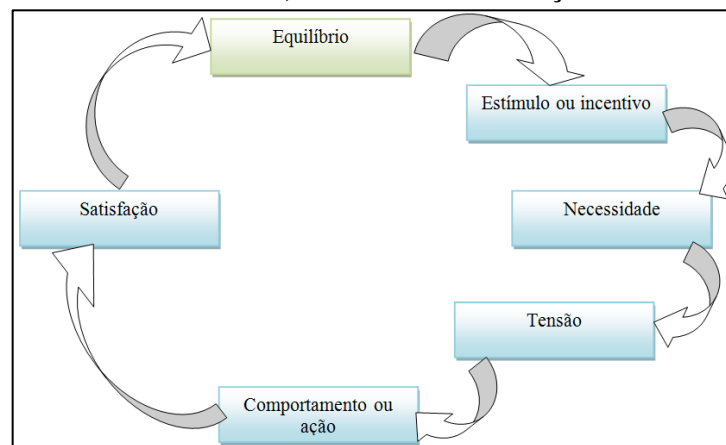 Equilíbrio
Estímulo ou incentivo
Necessidade
Tensão
Comportamento ou
ação
Satisfação